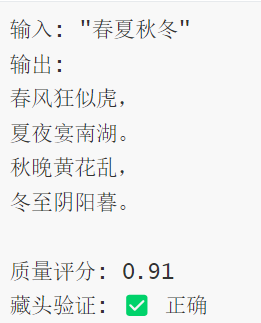 输入: "春夏秋冬"
输出:
春风狂似虎，
夏夜宴南湖。
秋晚黄花乱，
冬至阴阳暮。
质量评分: 0.91
藏头验证: ✅ 正确